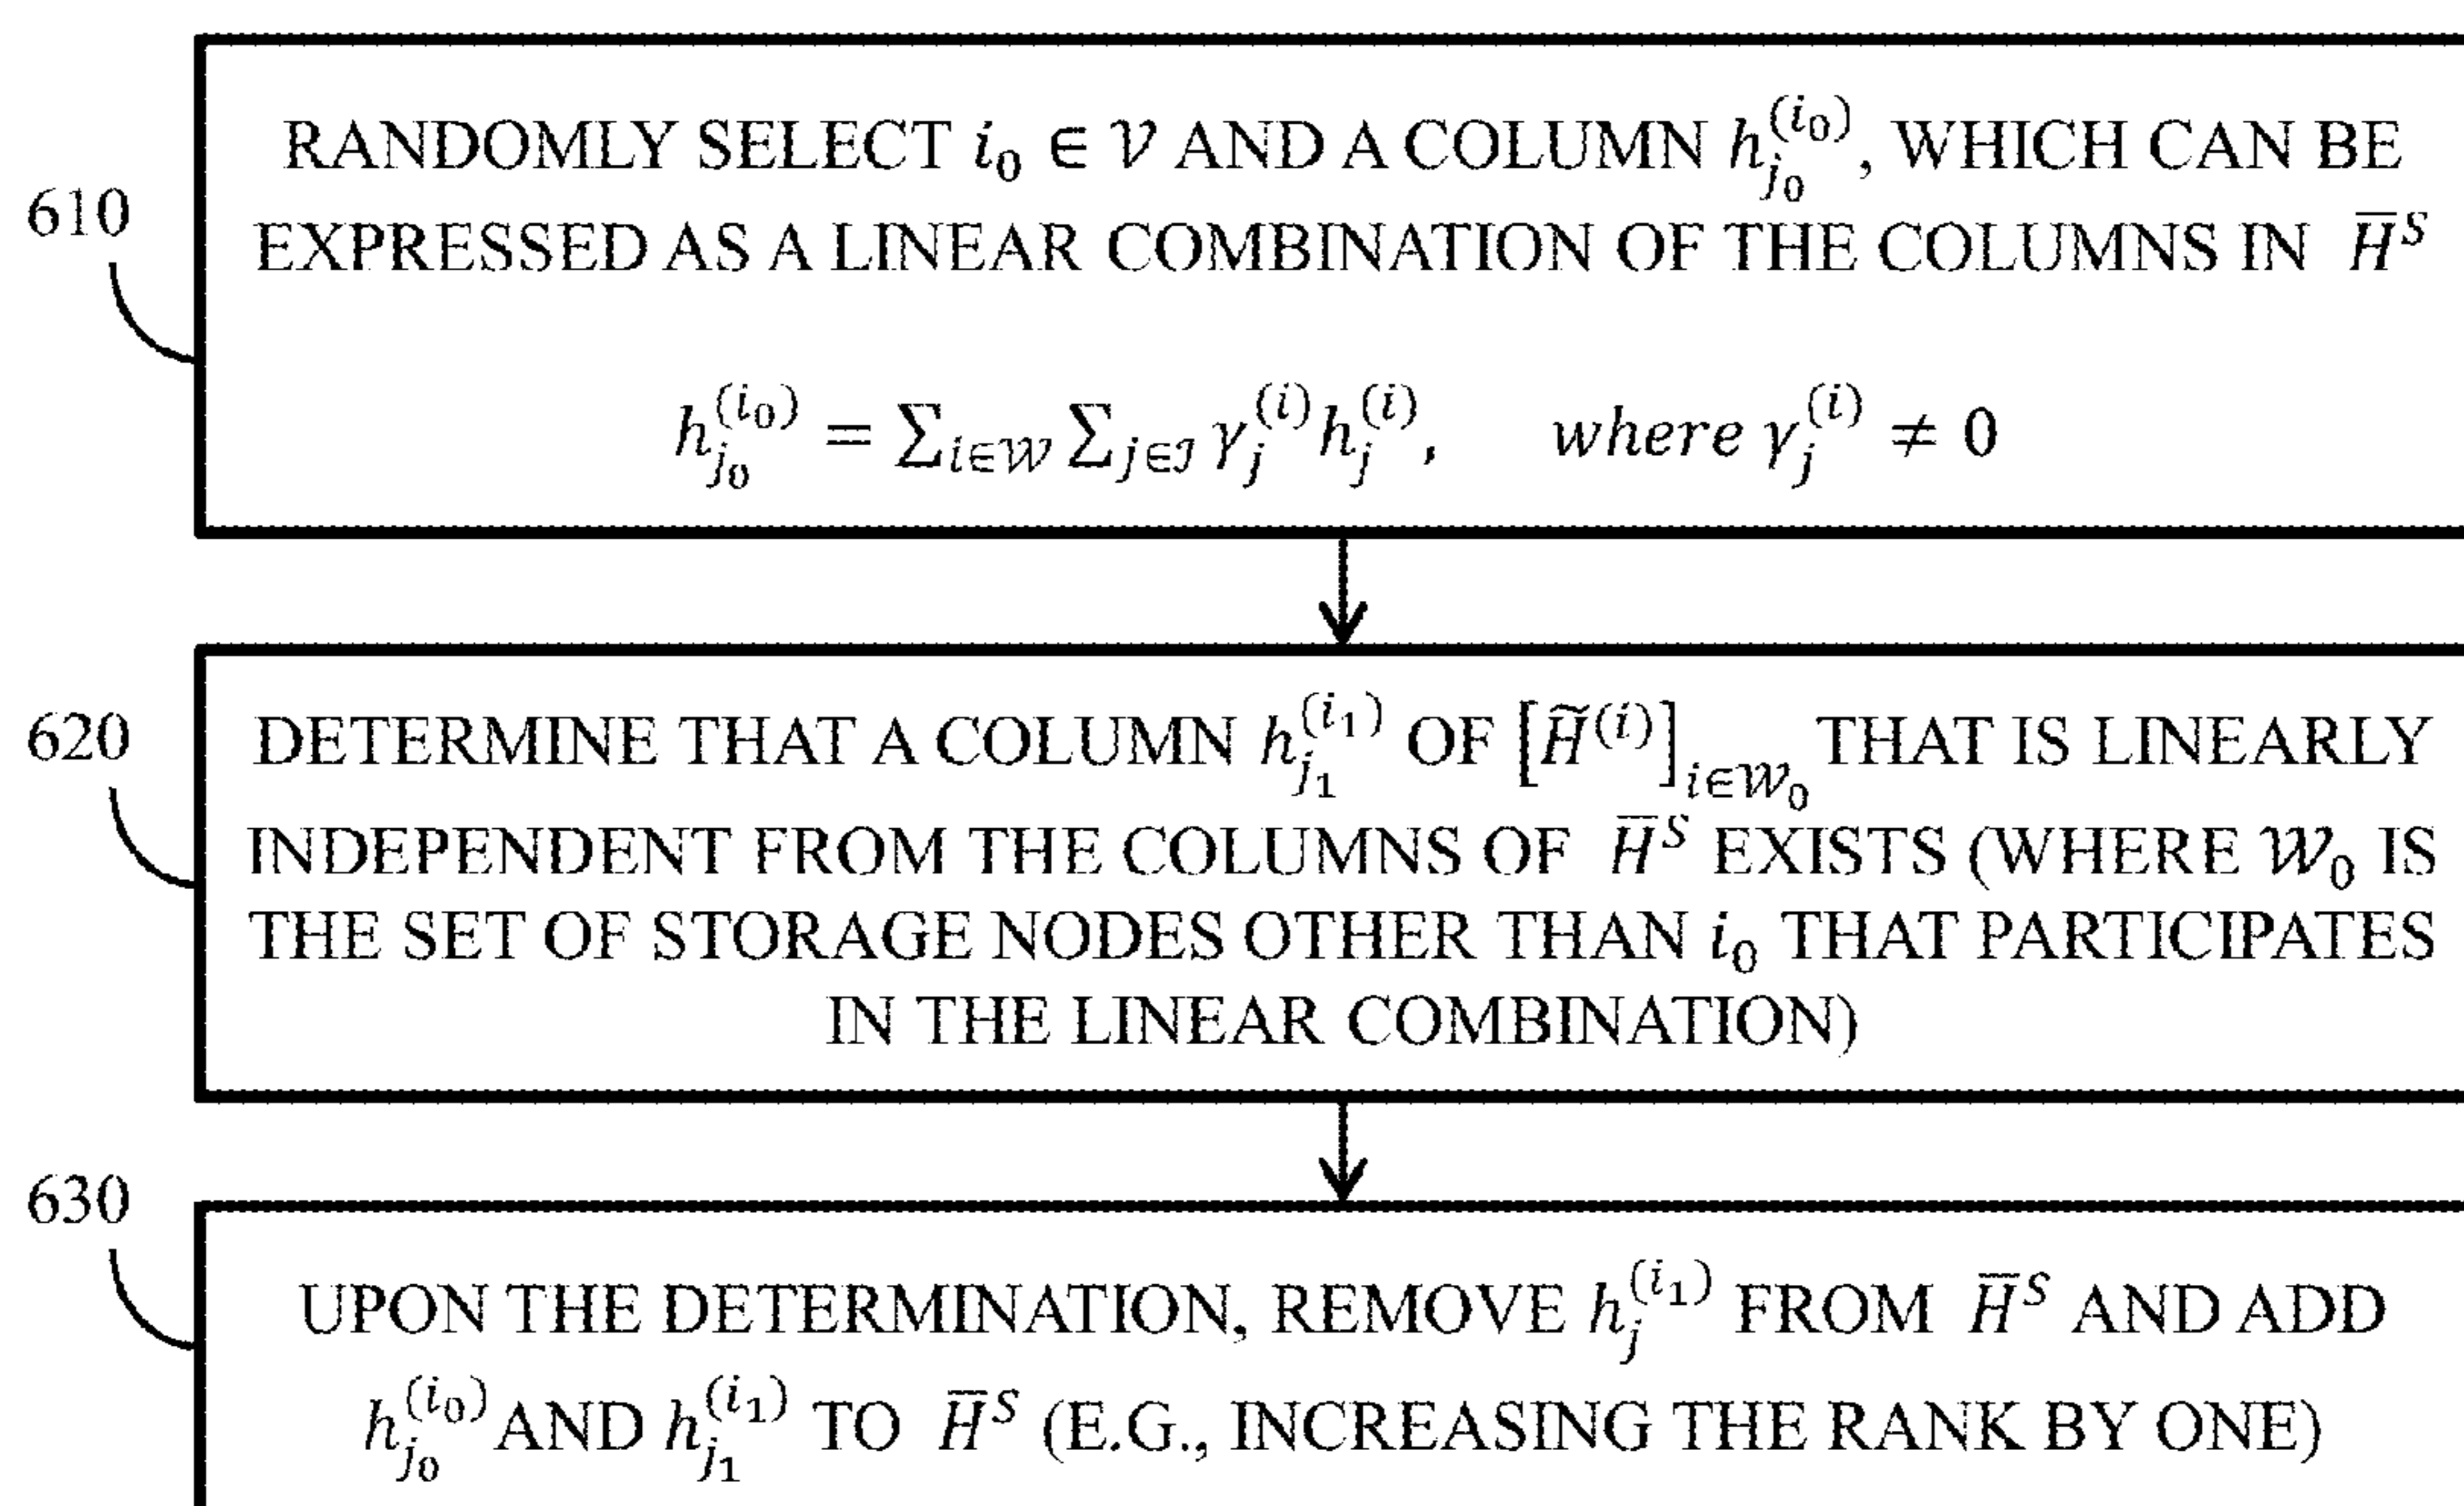 610
RANDOMLY SELECT i₀ ∈ 𝒱 AND A COLUMN h_{j₀}^{(i₀)}, WHICH CAN BE
EXPRESSED AS A LINEAR COMBINATION OF THE COLUMNS IN H̅^S
h_{j₀}^{(i₀)} = ∑_{i∈𝒲} ∑_{j∈𝒥} γ_j^{(i)} h_j^{(i)}, where γ_j^{(i)} ≠ 0
620
DETERMINE THAT A COLUMN h_{j₁}^{(i₁)} OF [H̃^{(i)}]_{i∈𝒲₀} THAT IS LINEARLY
INDEPENDENT FROM THE COLUMNS OF H̅^S EXISTS (WHERE 𝒲₀ IS
THE SET OF STORAGE NODES OTHER THAN i₀ THAT PARTICIPATES
IN THE LINEAR COMBINATION)
630
UPON THE DETERMINATION, REMOVE h_j^{(i₁)} FROM H̅^S AND ADD
h_{j₀}^{(i₀)} AND h_{j₁}^{(i₁)} TO H̅^S (E.G., INCREASING THE RANK BY ONE)